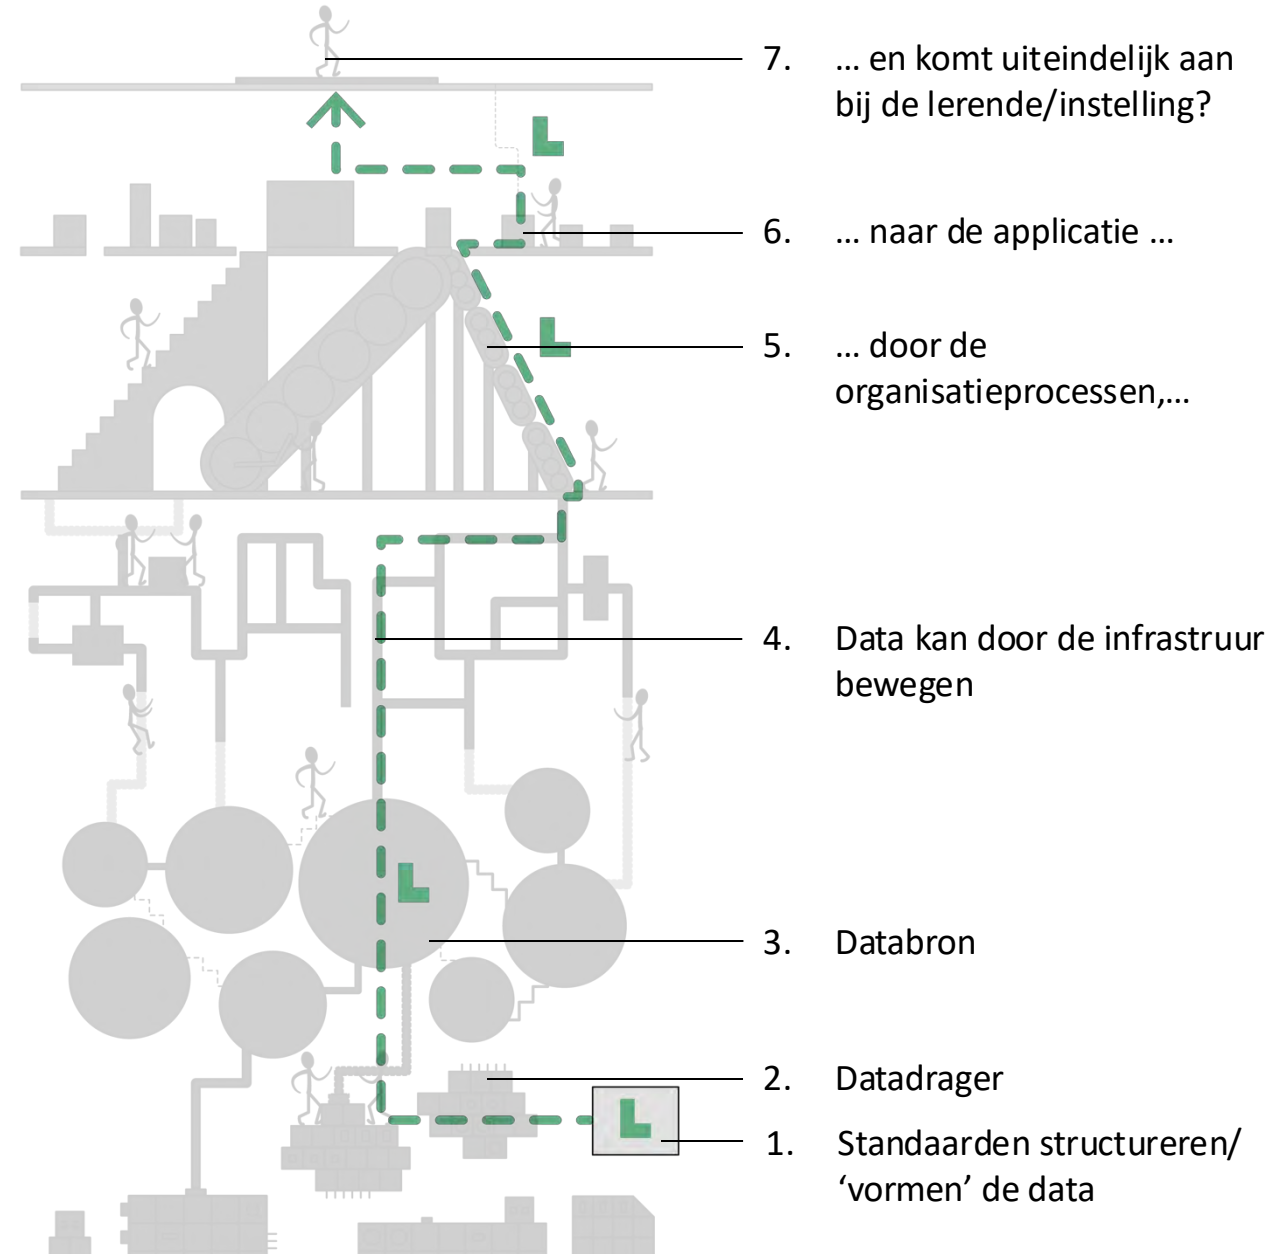 7. ... en komt uiteindelijk aan
bij de lerende/instelling?
6. ... naar de applicatie ...
5. ... door de
organisatieprocessen,...
4. Data kan door de infrastruur
bewegen
3. Databron
2. Datadrager
1. Standaarden structureren/
‘vormen’ de data